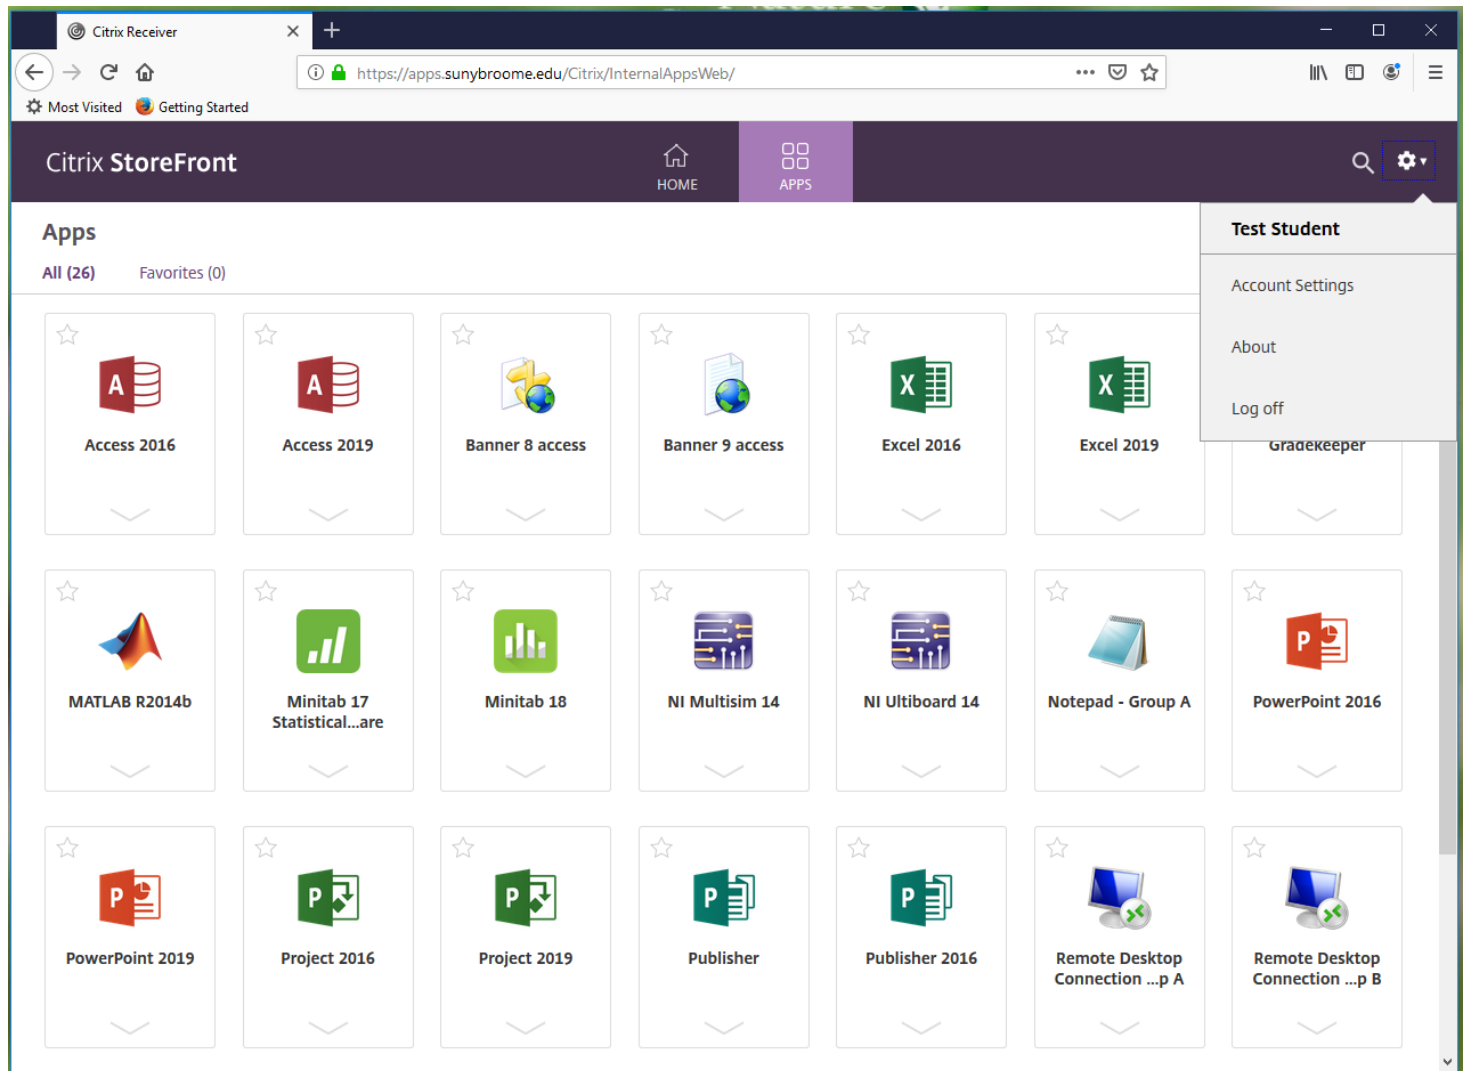 Citrix Receiver
https://apps.sunybroome.edu/Citrix/InternalAppsWeb/
Most Visited Getting Started
Citrix StoreFront
HOME
APPS
Test Student
Account Settings
About
Log off
Apps
All (26) Favorites (0)
Access 2016
Access 2019
Banner 8 access
Banner 9 access
Excel 2016
Excel 2019
Gradekeeper
MATLAB R2014b
Minitab 17
Statistical...are
Minitab 18
NI Multisim 14
NI Ultiboard 14
Notepad - Group A
PowerPoint 2016
PowerPoint 2019
Project 2016
Project 2019
Publisher
Publisher 2016
Remote Desktop
Connection ...p A
Remote Desktop
Connection ...p B